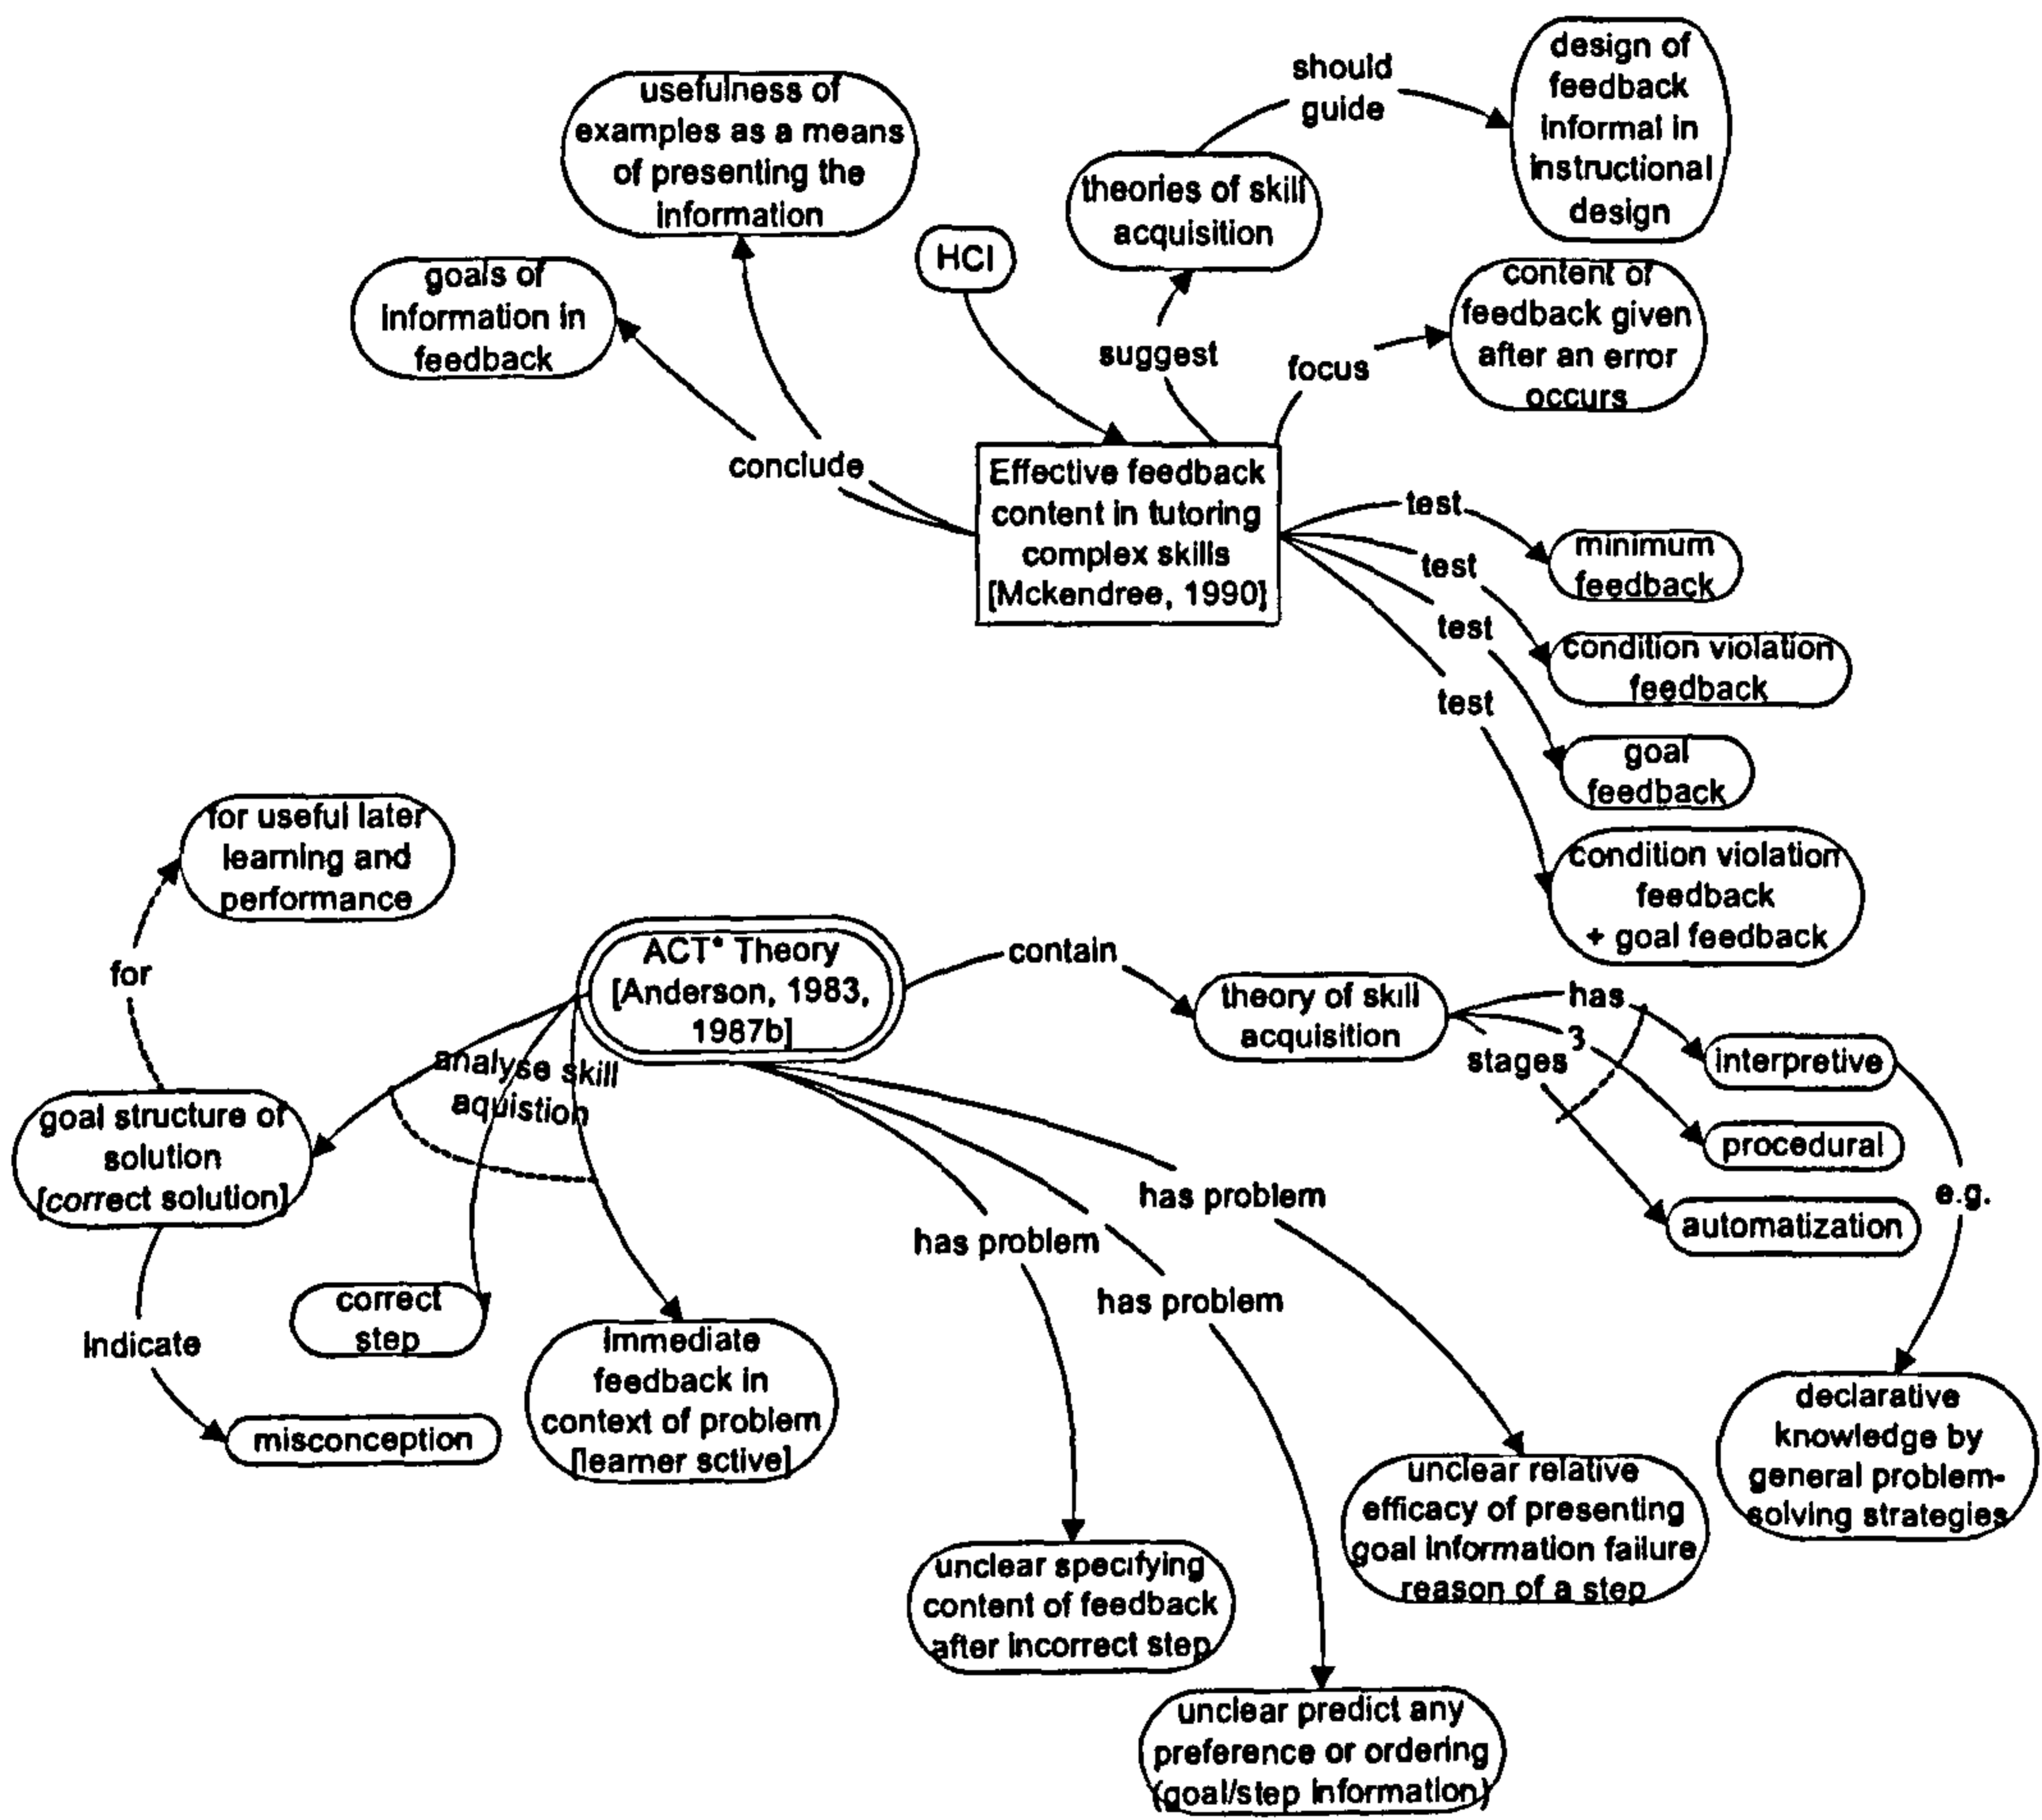 design of
feedback
informal in
instructional
design
should
guide
usefulness of
examples as a means
of presenting the
information
theories of skill
acquisition
HCI
goals of
information in
feedback
content of
feedback given
after an error
occurs
suggest
focus
conclude
Effective feedback
content in tutoring
complex skills
[Mckendree, 1990]
test
minimum
feedback
test
condition violation
feedback
test
goal
feedback
test
condition violation
feedback
+ goal feedback
for useful later
learning and
performance
for
ACT* Theory
[Anderson, 1983,
1987b]
contain
theory of skill
acquisition
has
3
stages
interpretive
procedural
automatization
e.g.
analyse skill
aquistion
goal structure of
solution
[correct solution]
has problem
has problem
has problem
correct
step
Indicate
misconception
Immediate
feedback in
context of problem
[learner sctive]
declarative
knowledge by
general problem-
solving strategies
unclear relative
efficacy of presenting
goal information failure
reason of a step
unclear specifying
content of feedback
after incorrect step
unclear predict any
preference or ordering
(goal/step information)